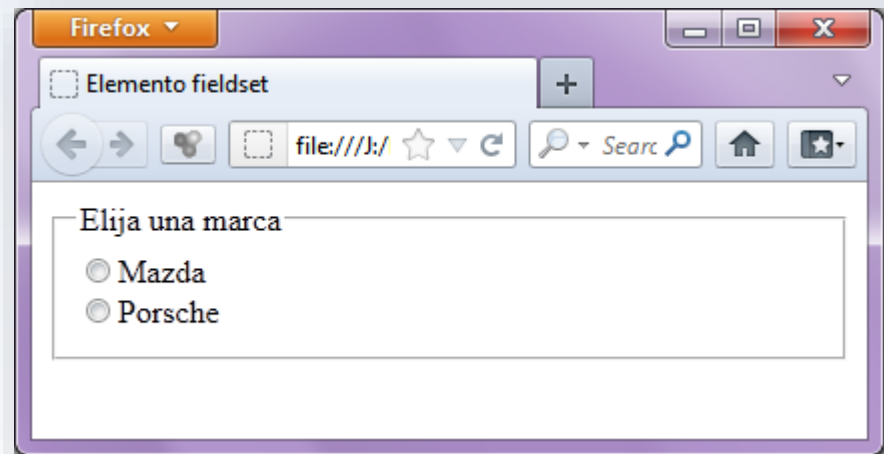 Firefox
Elemento fieldset
file:///J:/
Searc
Elija una marca
Mazda
Porsche